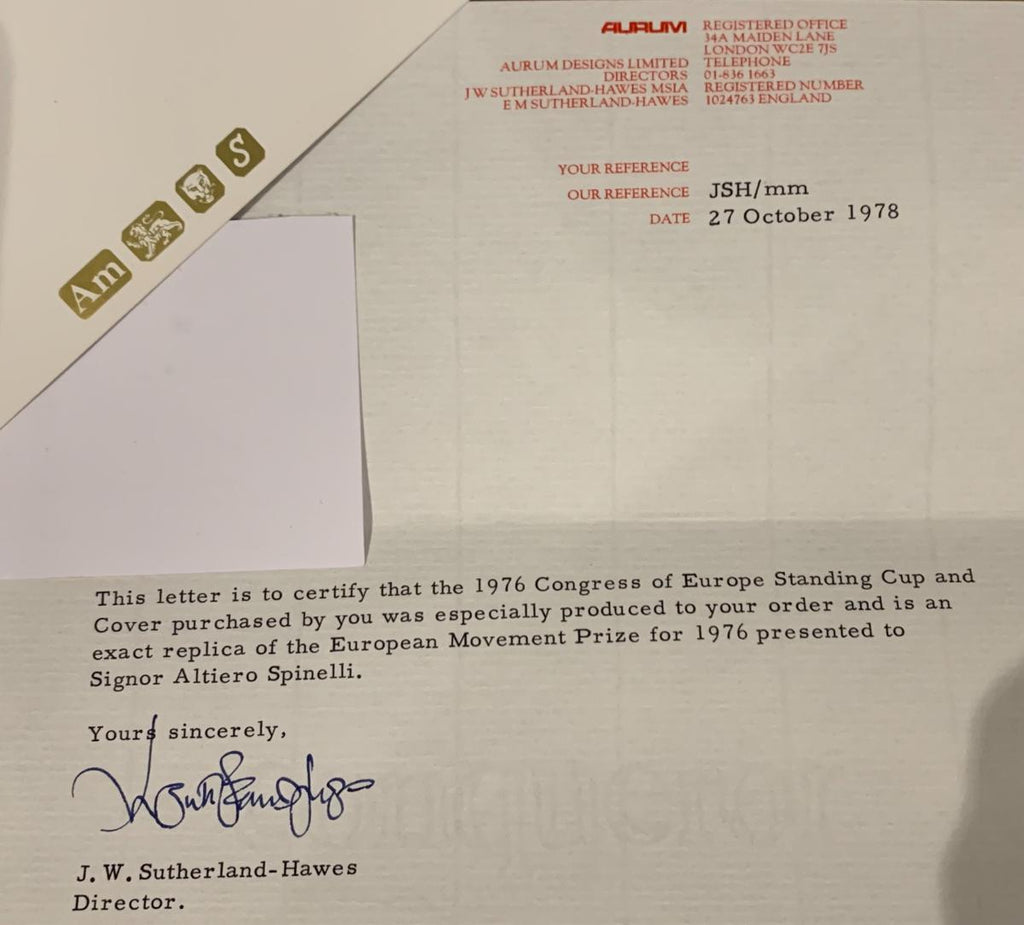 AURUM
REGISTERED OFFICE
34A MAIDEN LANE
LONDON WC2E 7JS
AURUM DESIGNS LIMITED TELEPHONE
DIRECTORS 01-836 1663
J W SUTHERLAND-HAWES MSIA REGISTERED NUMBER
E M SUTHERLAND-HAWES 1024763 ENGLAND
Am S
YOUR REFERENCE
OUR REFERENCE JSH/mm
DATE 27 October 1978
This letter is to certify that the 1976 Congress of Europe Standing Cup and
Cover purchased by you was especially produced to your order and is an
exact replica of the European Movement Prize for 1976 presented to
Signor Altiero Spinelli.
Yours sincerely,
J. W. Sutherland-Hawes
Director.